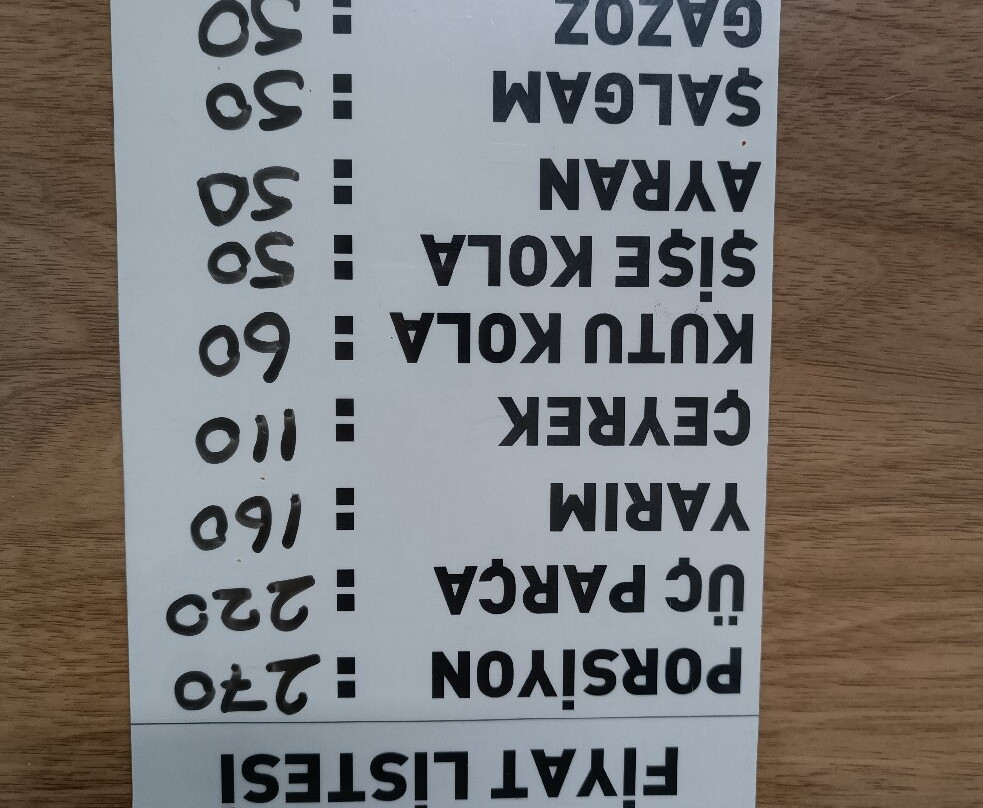 FİYAT LİSTESİ
PORSİYON : 270
ÜÇ PARÇA : 220
YARIM : 160
ÇEYREK : 110
KUTU KOLA : 60
ŞİŞE KOLA : 50
AYRAN : 50
ŞALGAM : 50
GAZOZ : 50